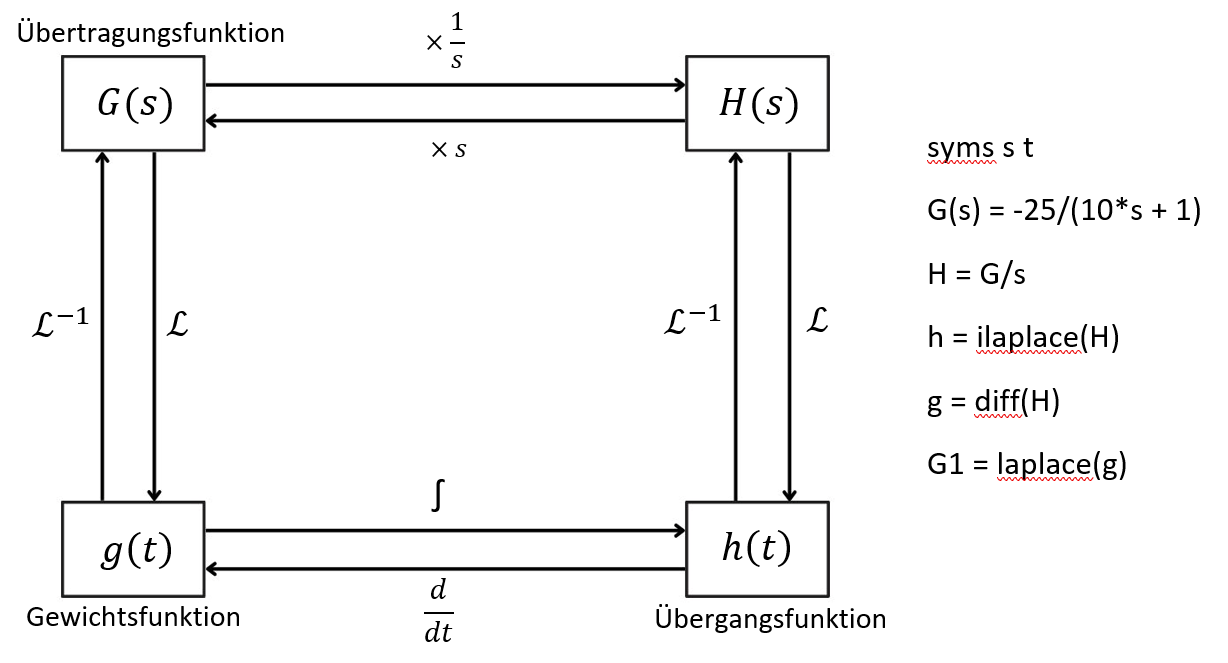 Übertragungsfunktion
× 1/s
G(s)
H(s)
× s
ℒ⁻¹
ℒ
ℒ⁻¹
ℒ
∫
g(t)
h(t)
d/dt
Gewichtsfunktion
Übergangsfunktion
syms s t
G(s) = -25/(10*s + 1)
H = G/s
h = ilaplace(H)
g = diff(H)
G1 = laplace(g)